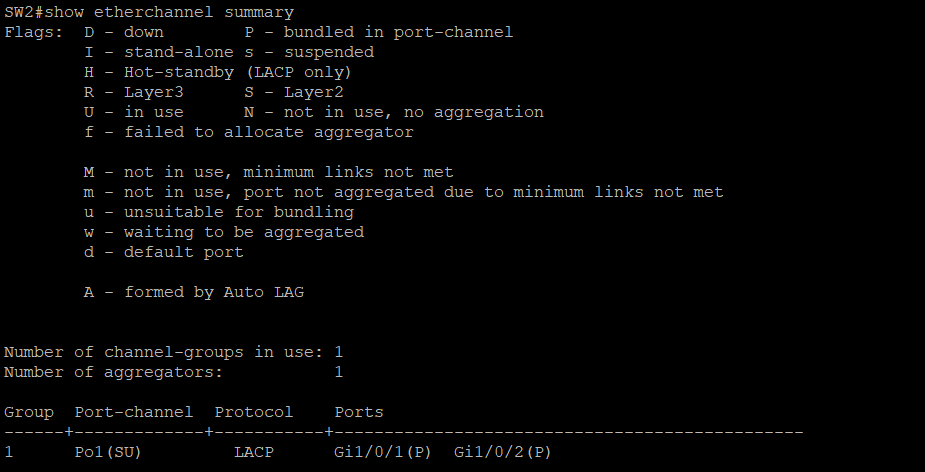 SW2#show etherchannel summary
Flags:  D - down        P - bundled in port-channel
        I - stand-alone s - suspended
        H - Hot-standby (LACP only)
        R - Layer3      S - Layer2
        U - in use      N - not in use, no aggregation
        f - failed to allocate aggregator

        M - not in use, minimum links not met
        m - not in use, port not aggregated due to minimum links not met
        u - unsuitable for bundling
        w - waiting to be aggregated
        d - default port

        A - formed by Auto LAG


Number of channel-groups in use: 1
Number of aggregators:           1

Group  Port-channel  Protocol    Ports
------+-------------+-----------+-----------------------------------------------
1      Po1(SU)         LACP      Gi1/0/1(P)  Gi1/0/2(P)